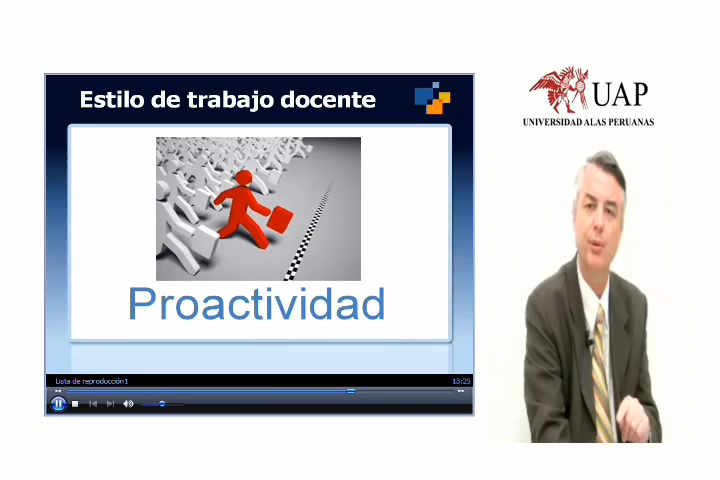 Estilo de trabajo docente
Proactividad
Lista de reproducción1
13:25
UAP
UNIVERSIDAD ALAS PERUANAS